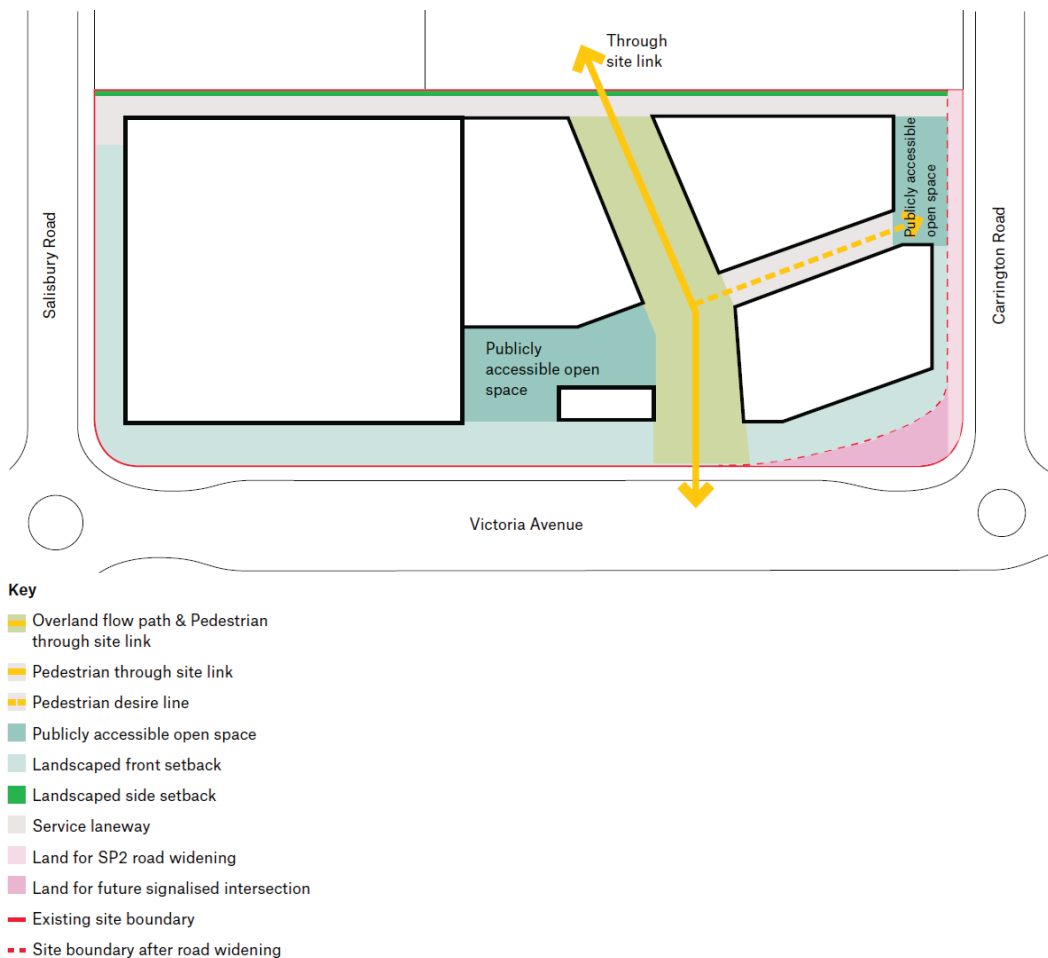 Through
site link
Publicly accessible
open space
Salisbury Road
Carrington Road
Publicly
accessible open
space
Victoria Avenue
Key
Overland flow path & Pedestrian
through site link
Pedestrian through site link
Pedestrian desire line
Publicly accessible open space
Landscaped front setback
Landscaped side setback
Service laneway
Land for SP2 road widening
Land for future signalised intersection
Existing site boundary
Site boundary after road widening